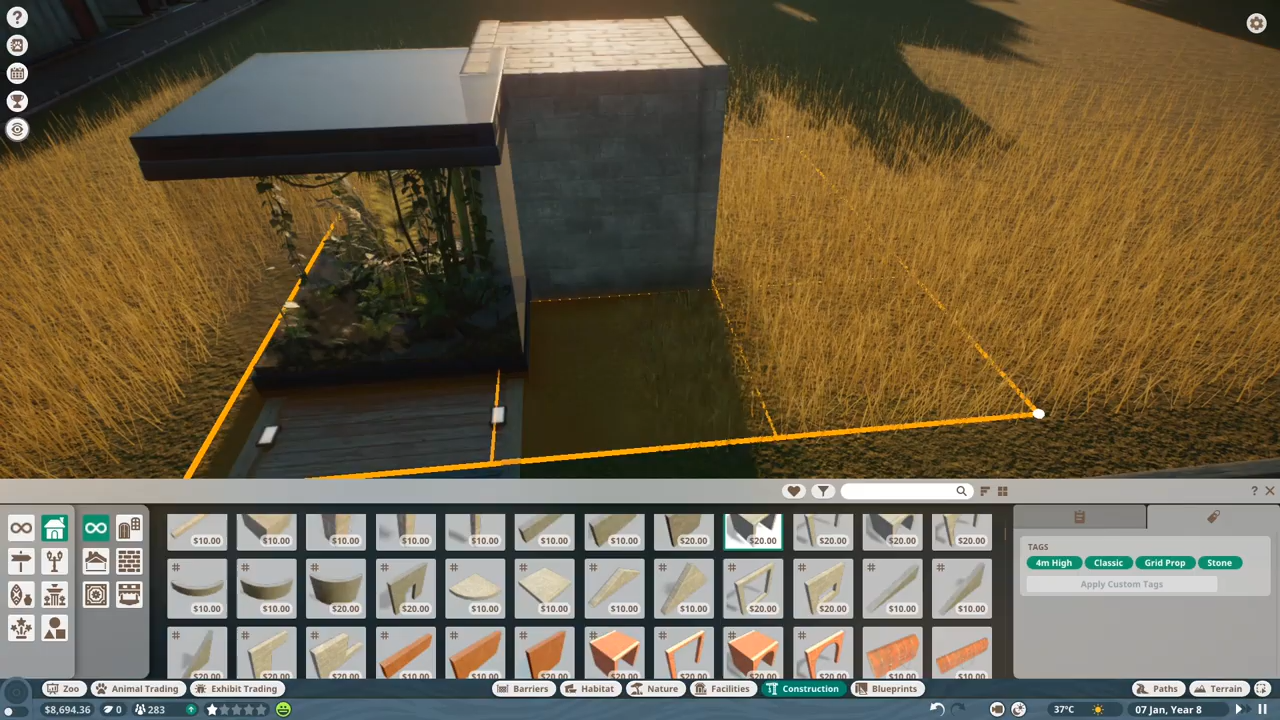 ?
? ×
$10.00 $10.00 $10.00 $10.00 $10.00 $10.00 $10.00 $20.00 $20.00 $20.00 $20.00 $20.00
TAGS
4m High Classic Grid Prop Stone
Apply Custom Tags
$10.00 $10.00 $20.00 $10.00 $10.00 $10.00 $10.00 $10.00 $20.00 $20.00 $10.00 $10.00
Zoo Animal Trading Exhibit Trading Barriers Habitat Nature Facilities Construction Blueprints Paths Terrain
$8,694.36 0 283 37°C 07 Jan, Year 8